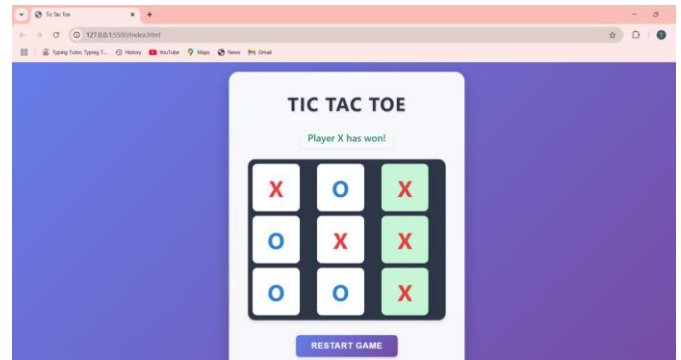 Tic Tac Toe
127.0.0.1:5500/index.html
Typing Tutor, Typing T... History YouTube Maps News Gmail
TIC TAC TOE
Player X has won!
X O X
O X X
O O X
RESTART GAME